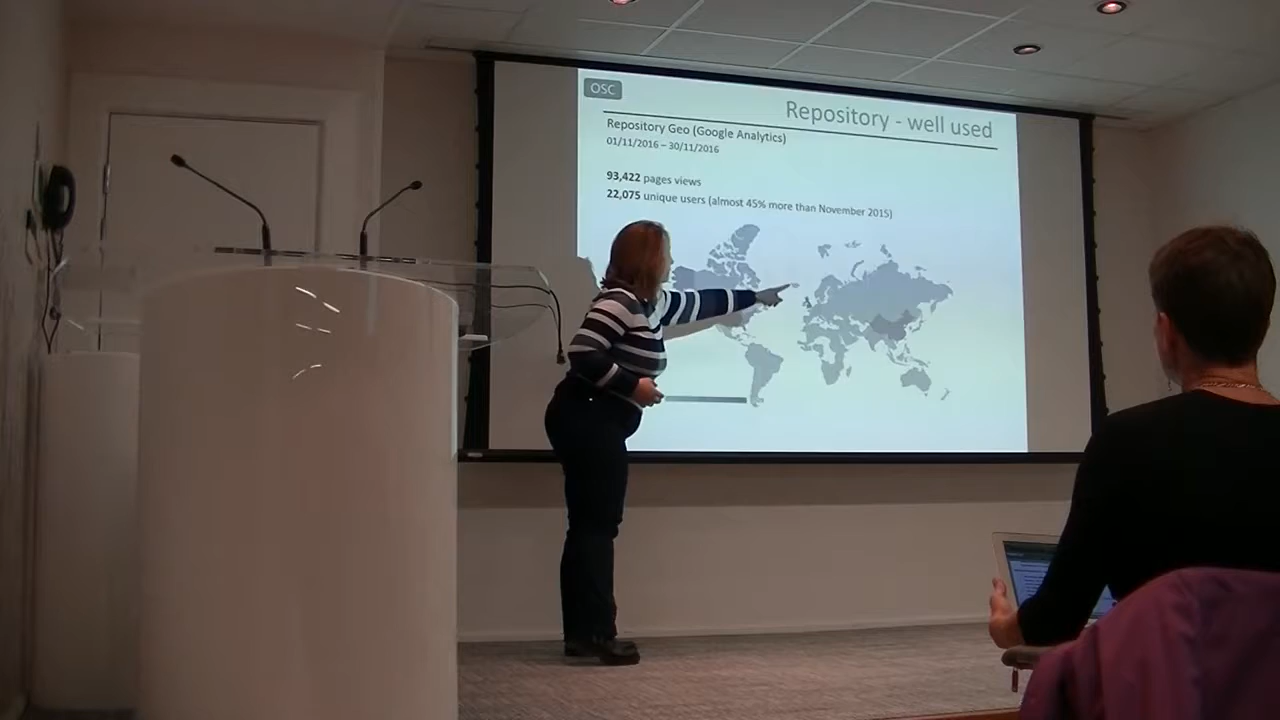 OSC
Repository - well used
Repository Geo (Google Analytics)
01/11/2016 – 30/11/2016
93,422 pages views
22,075 unique users (almost 45% more than November 2015)